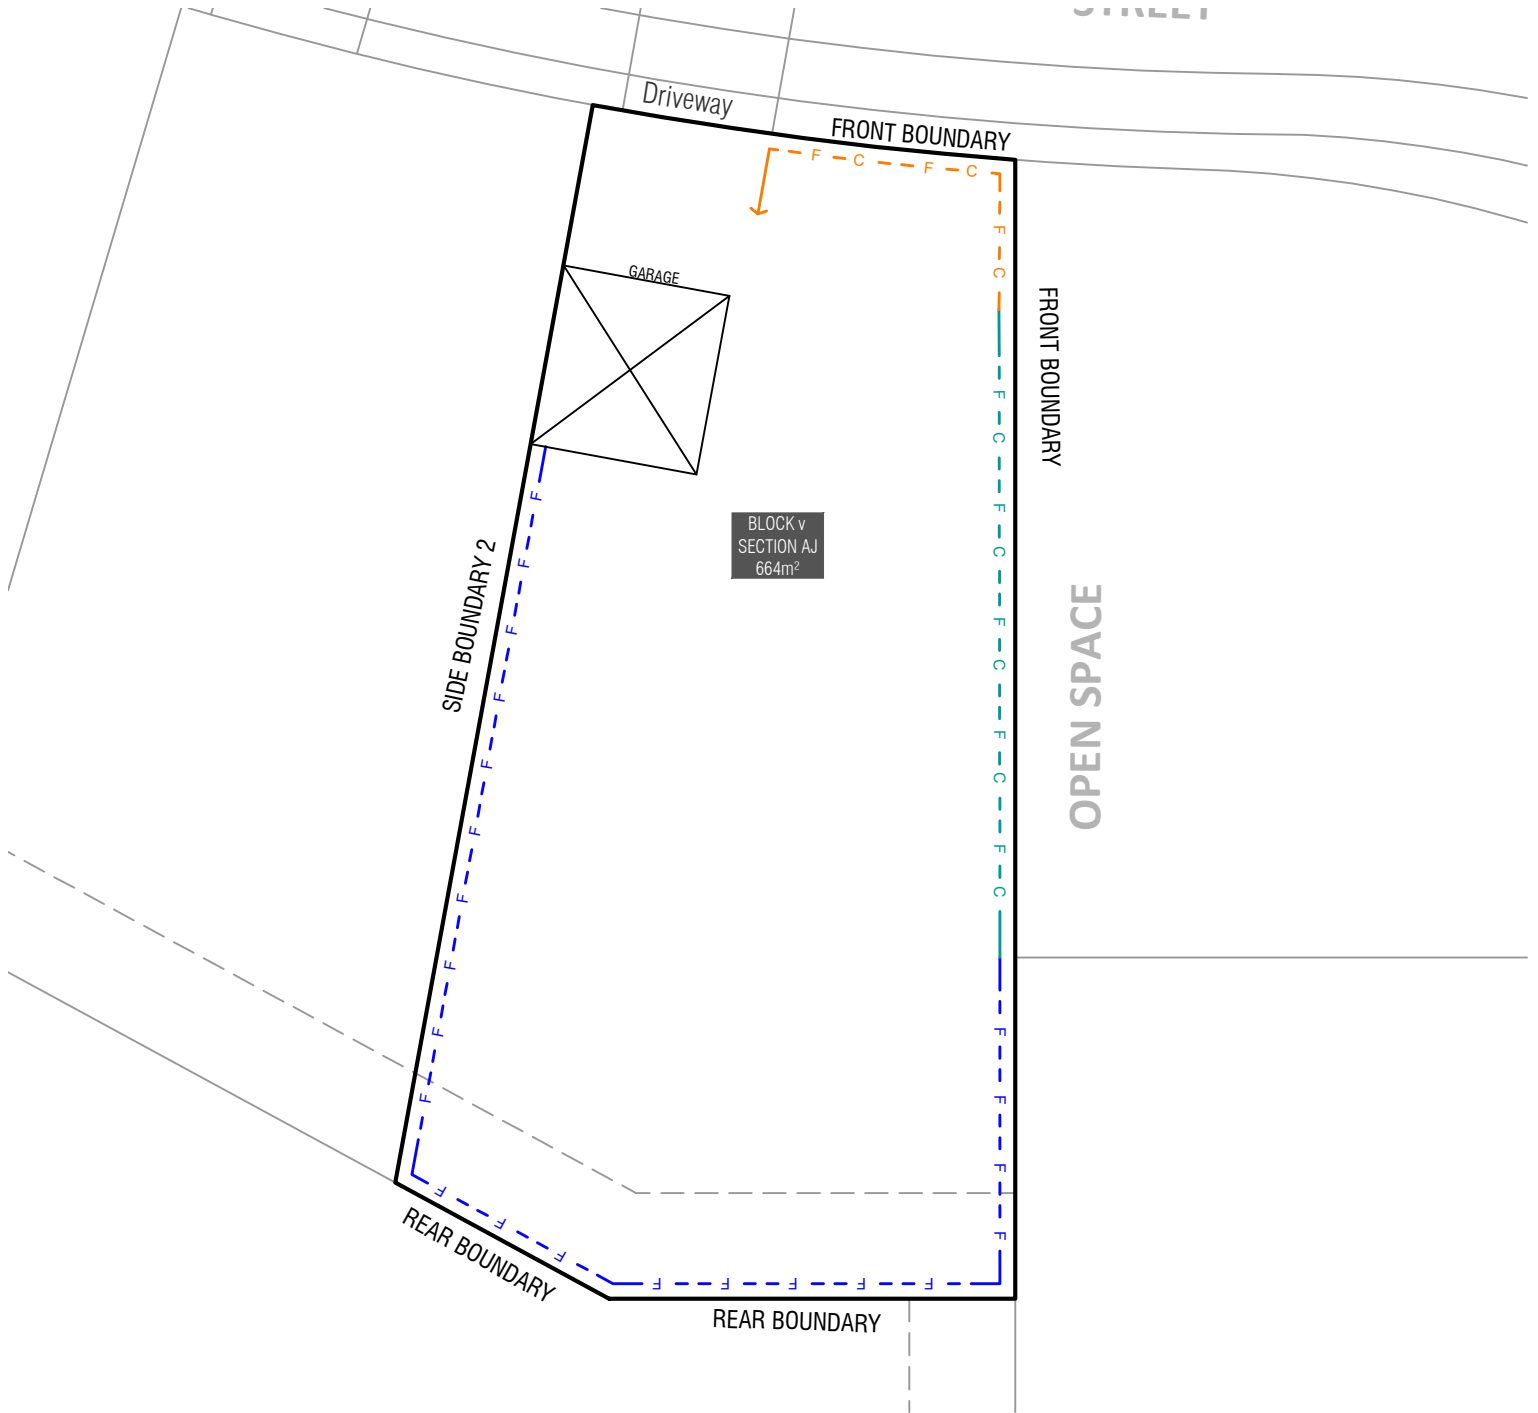 STREET
Driveway
FRONT BOUNDARY
F C F C
F C
GARAGE
FRONT BOUNDARY
F C F C F C F C F C
BLOCK v
SECTION AJ
664m²
SIDE BOUNDARY 2
F F F F F F F F F F
OPEN SPACE
F F F F
F F F
F F F F F
REAR BOUNDARY
REAR BOUNDARY